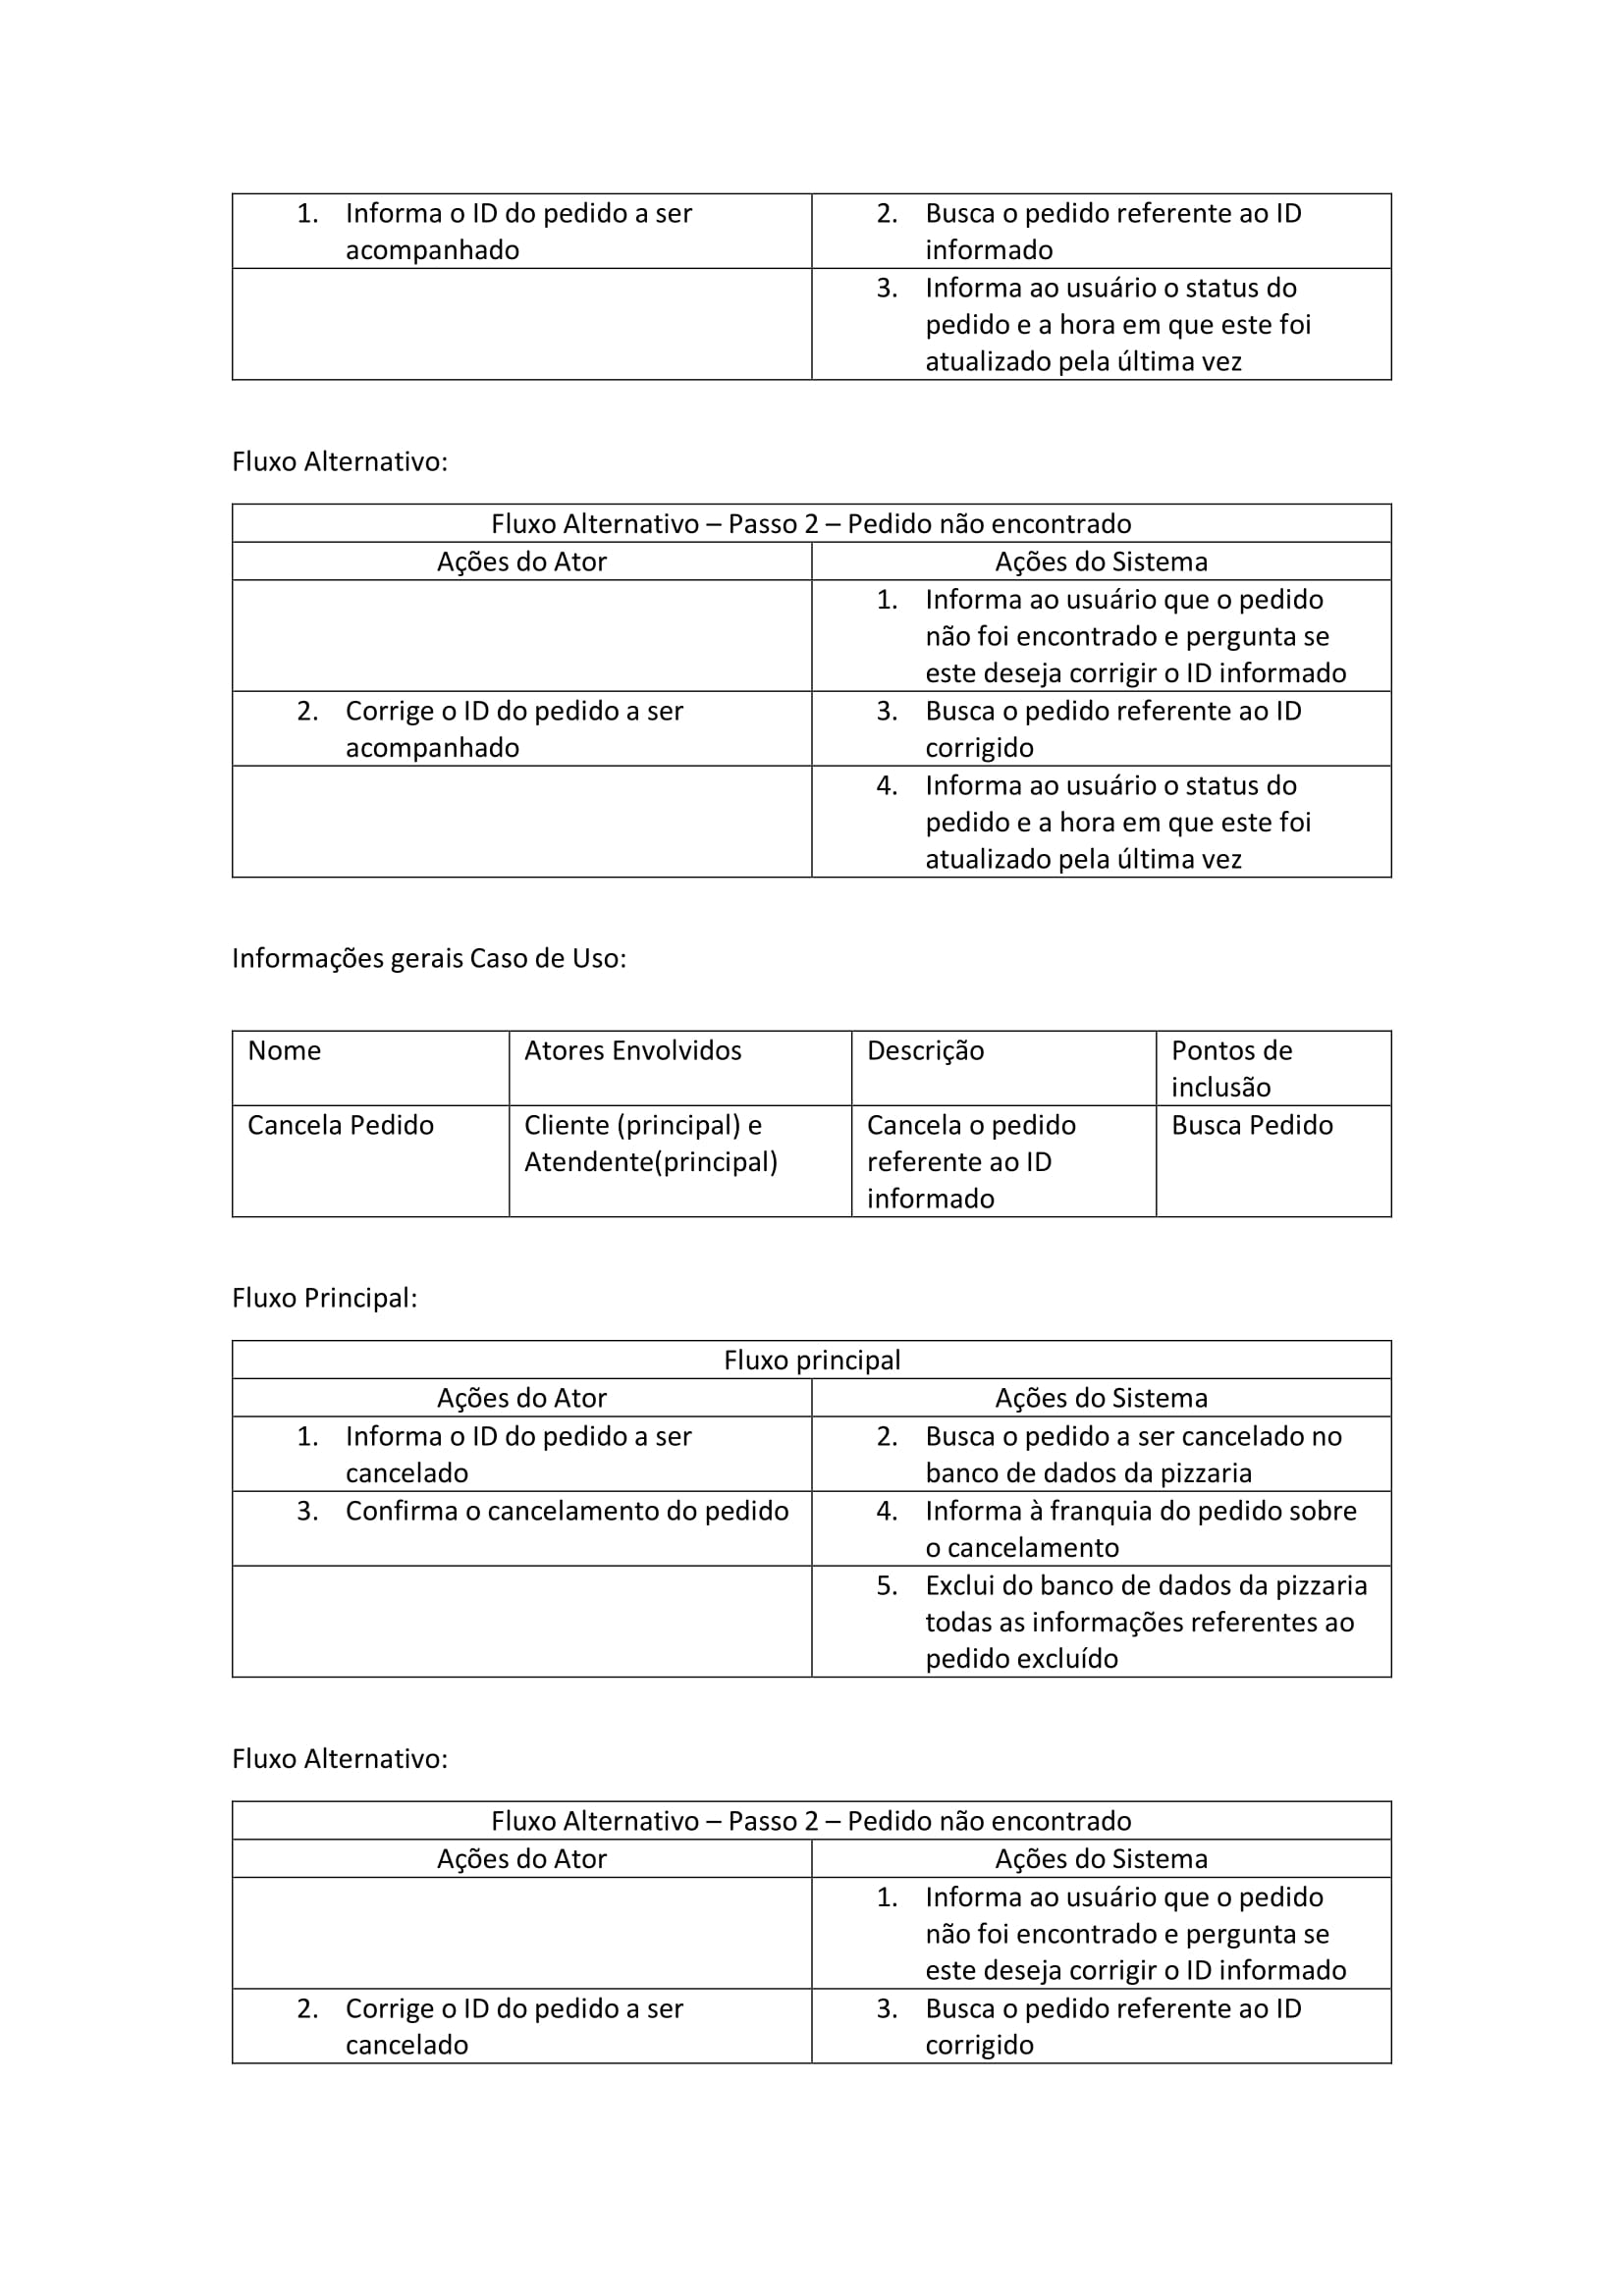 1. Informa o ID do pedido a ser
acompanhado
2. Busca o pedido referente ao ID
informado
3. Informa ao usuário o status do
pedido e a hora em que este foi
atualizado pela última vez
Fluxo Alternativo:
Fluxo Alternativo – Passo 2 – Pedido não encontrado
Ações do Ator
Ações do Sistema
1. Informa ao usuário que o pedido
não foi encontrado e pergunta se
este deseja corrigir o ID informado
2. Corrige o ID do pedido a ser
acompanhado
3. Busca o pedido referente ao ID
corrigido
4. Informa ao usuário o status do
pedido e a hora em que este foi
atualizado pela última vez
Informações gerais Caso de Uso:
Nome
Atores Envolvidos
Descrição
Pontos de
inclusão
Cancela Pedido
Cliente (principal) e
Atendente(principal)
Cancela o pedido
referente ao ID
informado
Busca Pedido
Fluxo Principal:
Fluxo principal
Ações do Ator
Ações do Sistema
1. Informa o ID do pedido a ser
cancelado
2. Busca o pedido a ser cancelado no
banco de dados da pizzaria
3. Confirma o cancelamento do pedido
4. Informa à franquia do pedido sobre
o cancelamento
5. Exclui do banco de dados da pizzaria
todas as informações referentes ao
pedido excluído
Fluxo Alternativo:
Fluxo Alternativo – Passo 2 – Pedido não encontrado
Ações do Ator
Ações do Sistema
1. Informa ao usuário que o pedido
não foi encontrado e pergunta se
este deseja corrigir o ID informado
2. Corrige o ID do pedido a ser
cancelado
3. Busca o pedido referente ao ID
corrigido